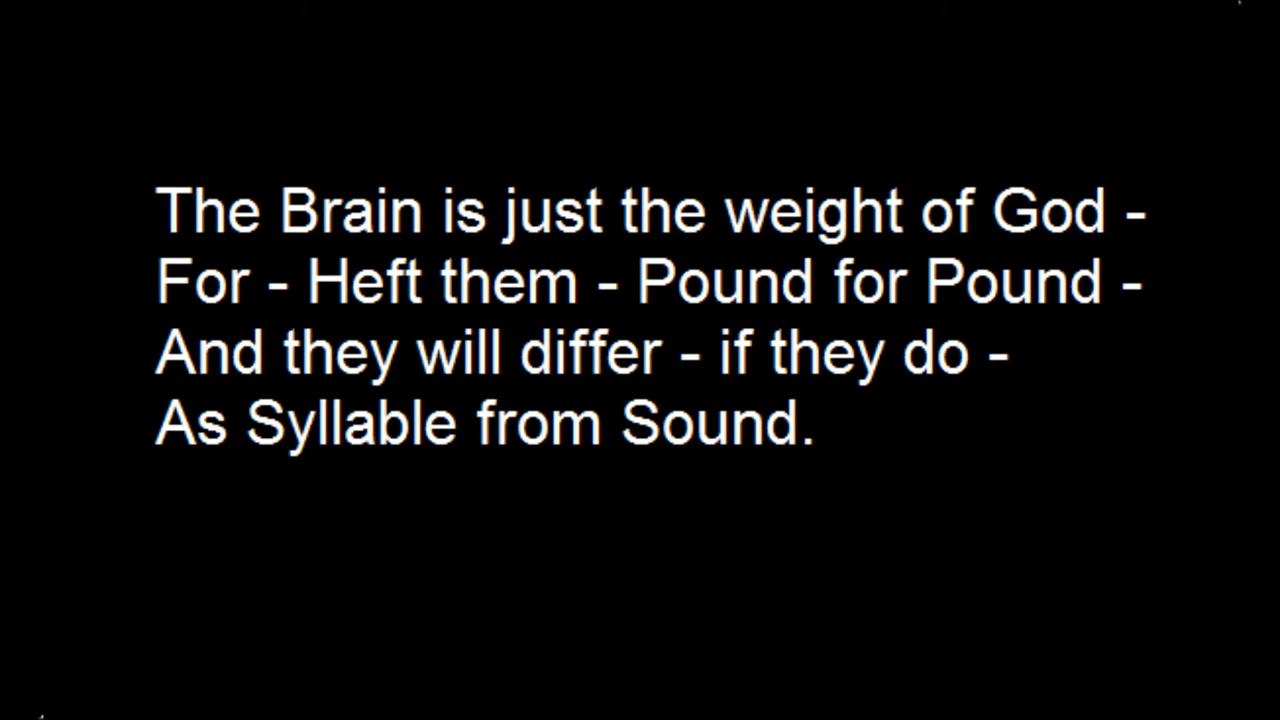 The Brain is just the weight of God -
For - Heft them - Pound for Pound -
And they will differ - if they do -
As Syllable from Sound.